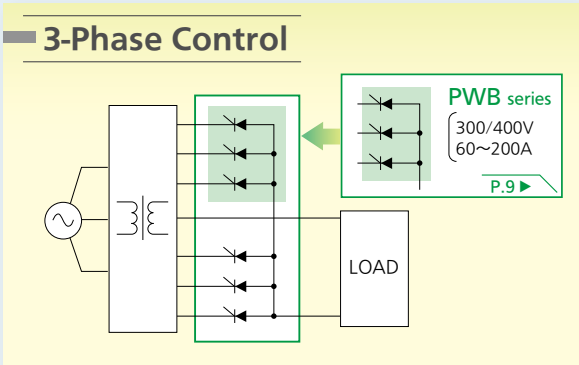 3-Phase Control
PWB series
300/400V
60～200A
P.9 ▶
LOAD